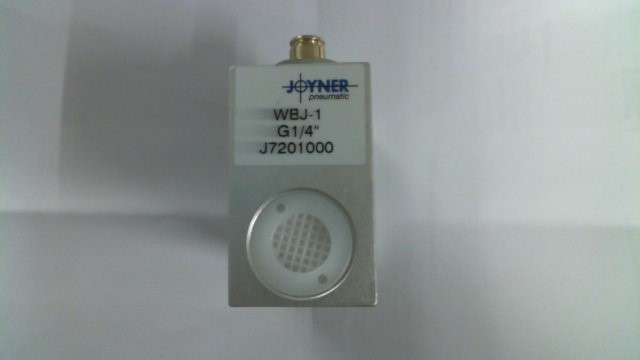 JOYNER
pneumatic
WBJ-1
G1/4"
J7201000